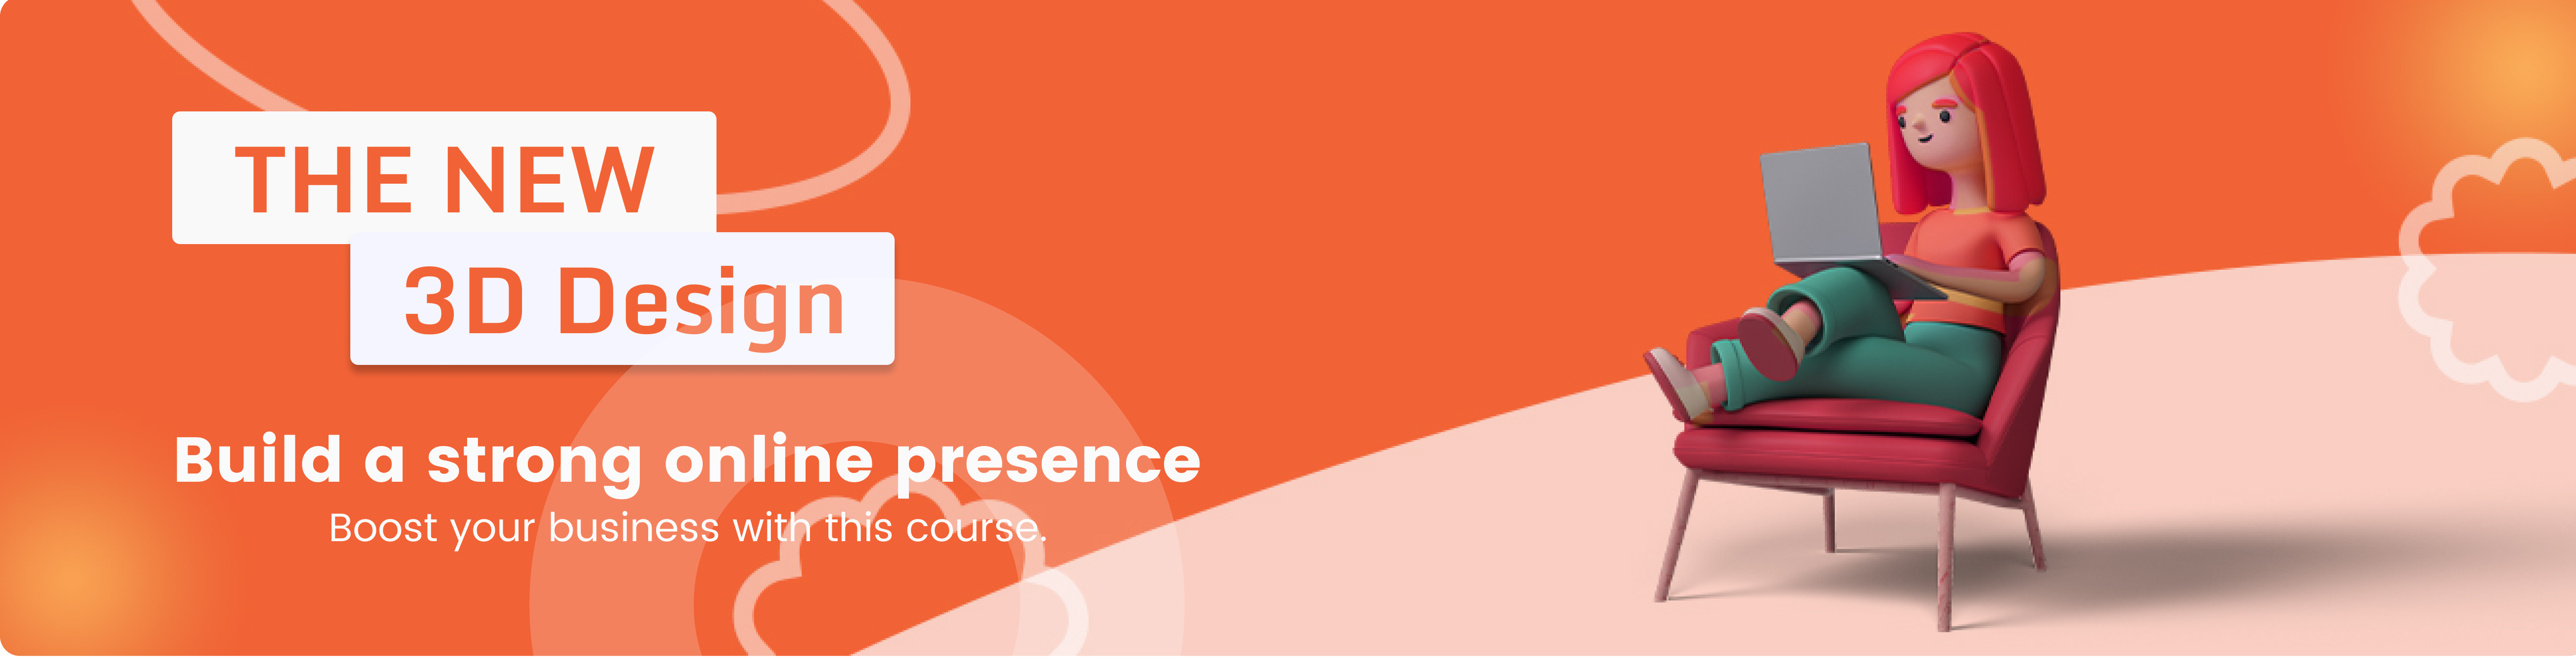 THE NEW
3D Design
Build a strong online presence
Boost your business with this course.